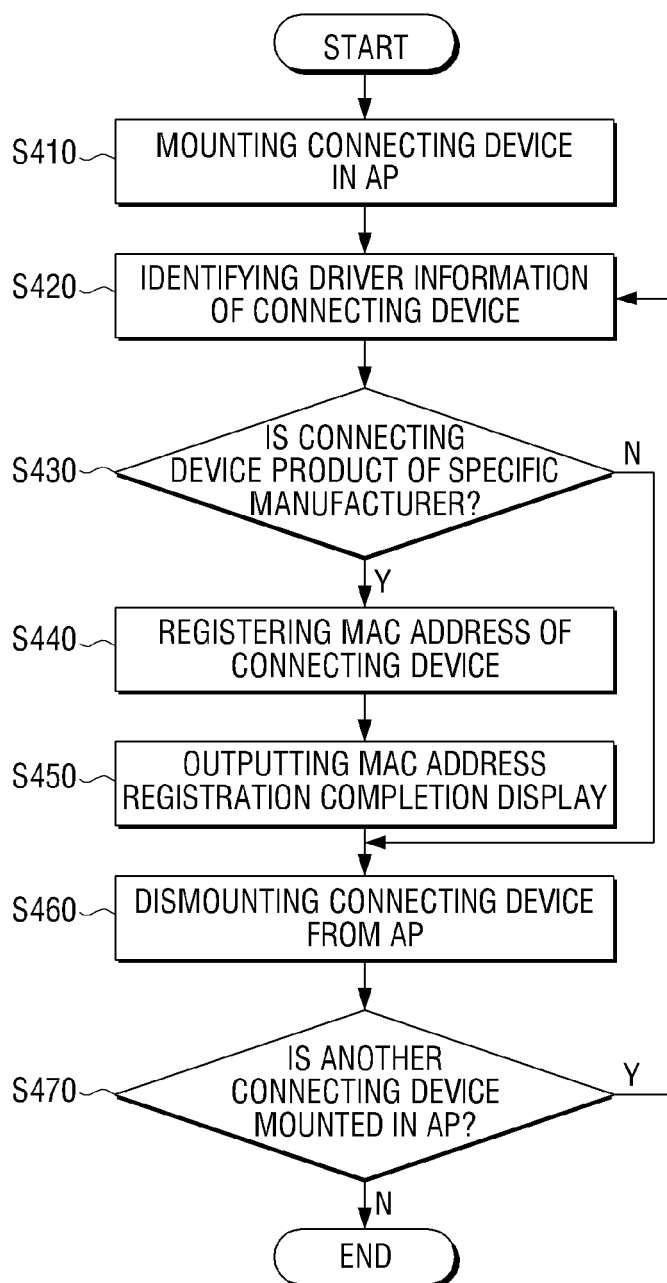 START
S410
MOUNTING CONNECTING DEVICE
IN AP
S420
IDENTIFYING DRIVER INFORMATION
OF CONNECTING DEVICE
S430
IS CONNECTING
DEVICE PRODUCT OF SPECIFIC
MANUFACTURER?
N
Y
S440
REGISTERING MAC ADDRESS OF
CONNECTING DEVICE
S450
OUTPUTTING MAC ADDRESS
REGISTRATION COMPLETION DISPLAY
S460
DISMOUNTING CONNECTING DEVICE
FROM AP
S470
IS ANOTHER
CONNECTING DEVICE
MOUNTED IN AP?
Y
N
END